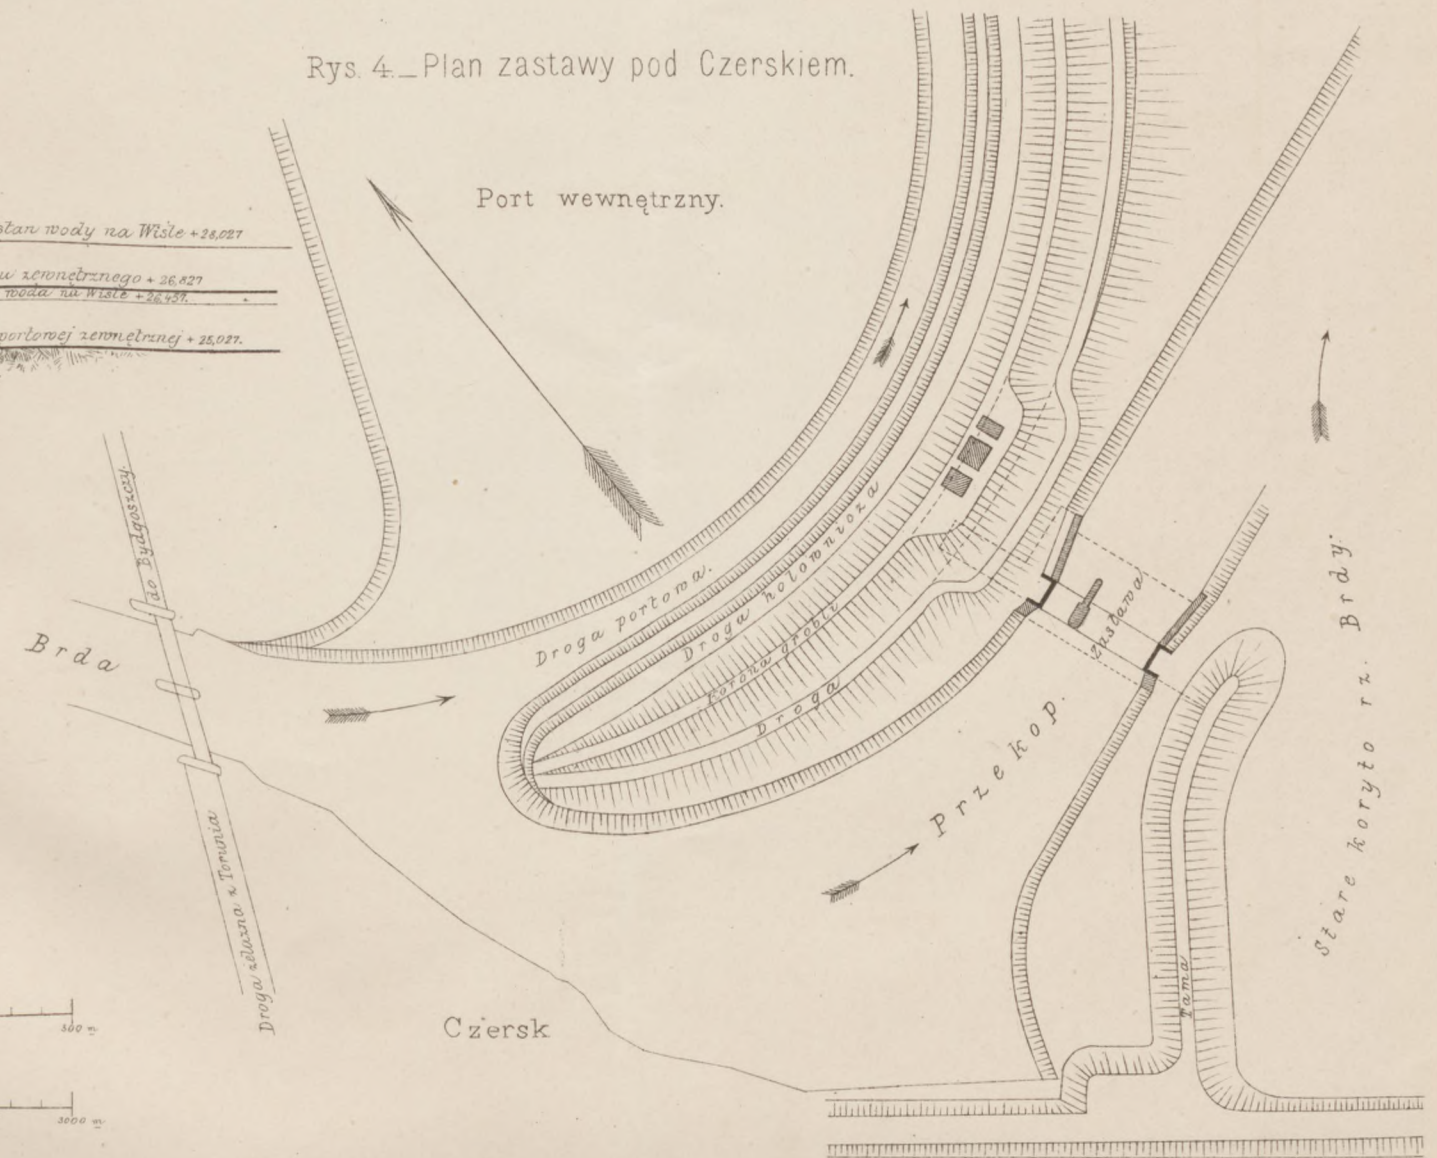 Rys. 4._Plan zastawy pod Czerskiem.
Port wewnętrzny.
stan wody na Wiśle + 28,027
zewnętrznego + 26,827
woda na Wiśle + 26,457.
portowej zewnętrznej + 25,027.
do Bydgoszczy.
Brda
Droga portowa.
Droga holownicza
Korona grobli
Droga
Zastawa
Przekop.
Stare koryto rz. Brdy.
Droga żelazna z Torunia
Tama
Czersk
500 m
3000 m